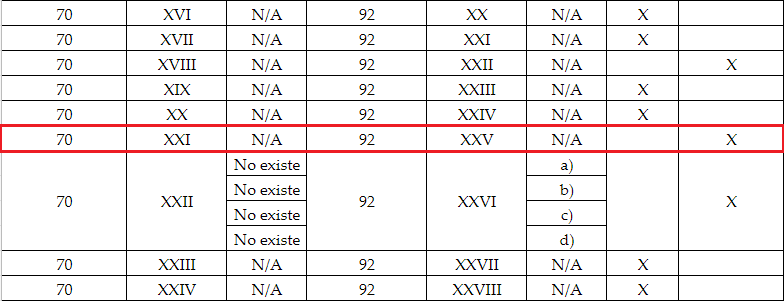 70 XVI N/A 92 XX N/A X
70 XVII N/A 92 XXI N/A X
70 XVIII N/A 92 XXII N/A X
70 XIX N/A 92 XXIII N/A X
70 XX N/A 92 XXIV N/A X
70 XXI N/A 92 XXV N/A X
No existe a)
No existe b)
70 XXII 92 XXVI X
No existe c)
No existe d)
70 XXIII N/A 92 XXVII N/A X
70 XXIV N/A 92 XXVIII N/A X